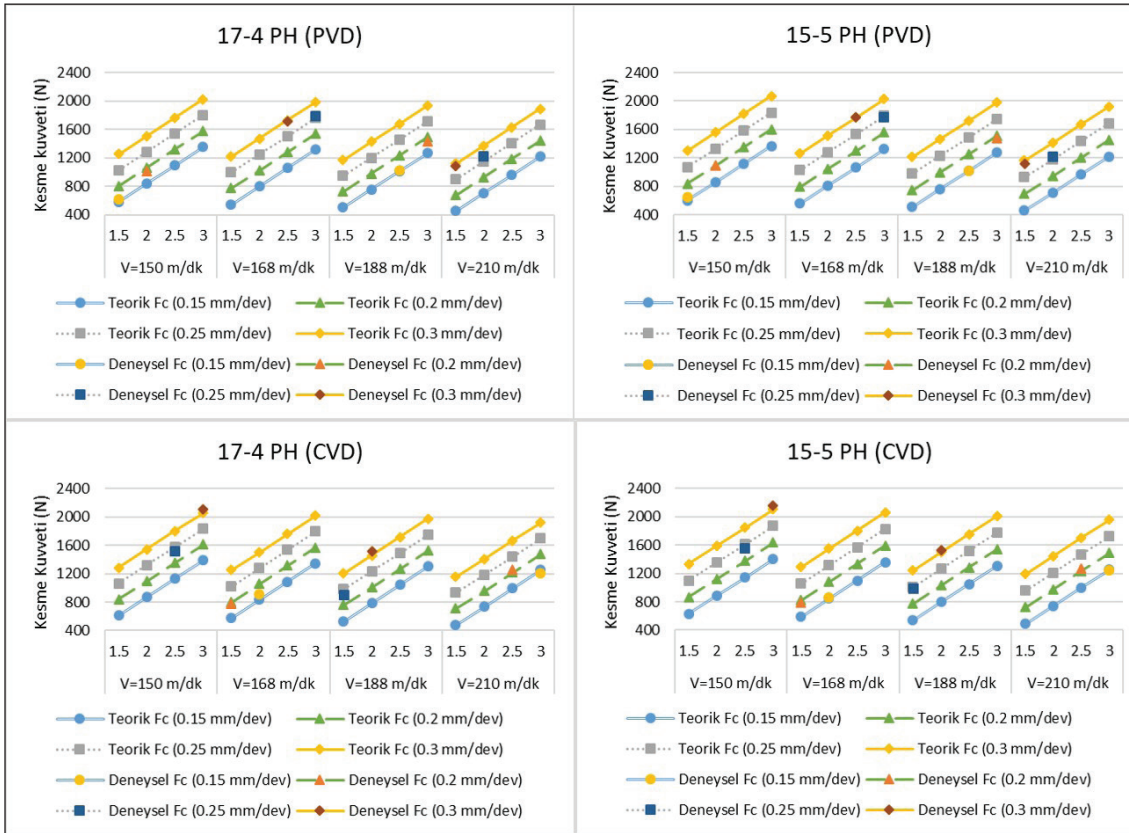 17-4 PH (PVD)
Kesme Kuvveti (N)
2400
2000
1600
1200
800
400
1.5 2 2.5 3 1.5 2 2.5 3 1.5 2 2.5 3 1.5 2 2.5 3
V=150 m/dk V=168 m/dk V=188 m/dk V=210 m/dk
Teorik Fc (0.15 mm/dev) Teorik Fc (0.2 mm/dev)
Teorik Fc (0.25 mm/dev) Teorik Fc (0.3 mm/dev)
Deneysel Fc (0.15 mm/dev) Deneysel Fc (0.2 mm/dev)
Deneysel Fc (0.25 mm/dev) Deneysel Fc (0.3 mm/dev)
15-5 PH (PVD)
Kesme Kuvveti (N)
2400
2000
1600
1200
800
400
1.5 2 2.5 3 1.5 2 2.5 3 1.5 2 2.5 3 1.5 2 2.5 3
V=150 m/dk V=168 m/dk V=188 m/dk V=210 m/dk
Teorik Fc (0.15 mm/dev) Teorik Fc (0.2 mm/dev)
Teorik Fc (0.25 mm/dev) Teorik Fc (0.3 mm/dev)
Deneysel Fc (0.15 mm/dev) Deneysel Fc (0.2 mm/dev)
Deneysel Fc (0.25 mm/dev) Deneysel Fc (0.3 mm/dev)
17-4 PH (CVD)
Kesme Kuvveti (N)
2400
2000
1600
1200
800
400
1.5 2 2.5 3 1.5 2 2.5 3 1.5 2 2.5 3 1.5 2 2.5 3
V=150 m/dk V=168 m/dk V=188 m/dk V=210 m/dk
Teorik Fc (0.15 mm/dev) Teorik Fc (0.2 mm/dev)
Teorik Fc (0.25 mm/dev) Teorik Fc (0.3 mm/dev)
Deneysel Fc (0.15 mm/dev) Deneysel Fc (0.2 mm/dev)
Deneysel Fc (0.25 mm/dev) Deneysel Fc (0.3 mm/dev)
15-5 PH (CVD)
Kesme Kuvveti (N)
2400
2000
1600
1200
800
400
1.5 2 2.5 3 1.5 2 2.5 3 1.5 2 2.5 3 1.5 2 2.5 3
V=150 m/dk V=168 m/dk V=188 m/dk V=210 m/dk
Teorik Fc (0.15 mm/dev) Teorik Fc (0.2 mm/dev)
Teorik Fc (0.25 mm/dev) Teorik Fc (0.3 mm/dev)
Deneysel Fc (0.15 mm/dev) Deneysel Fc (0.2 mm/dev)
Deneysel Fc (0.25 mm/dev) Deneysel Fc (0.3 mm/dev)